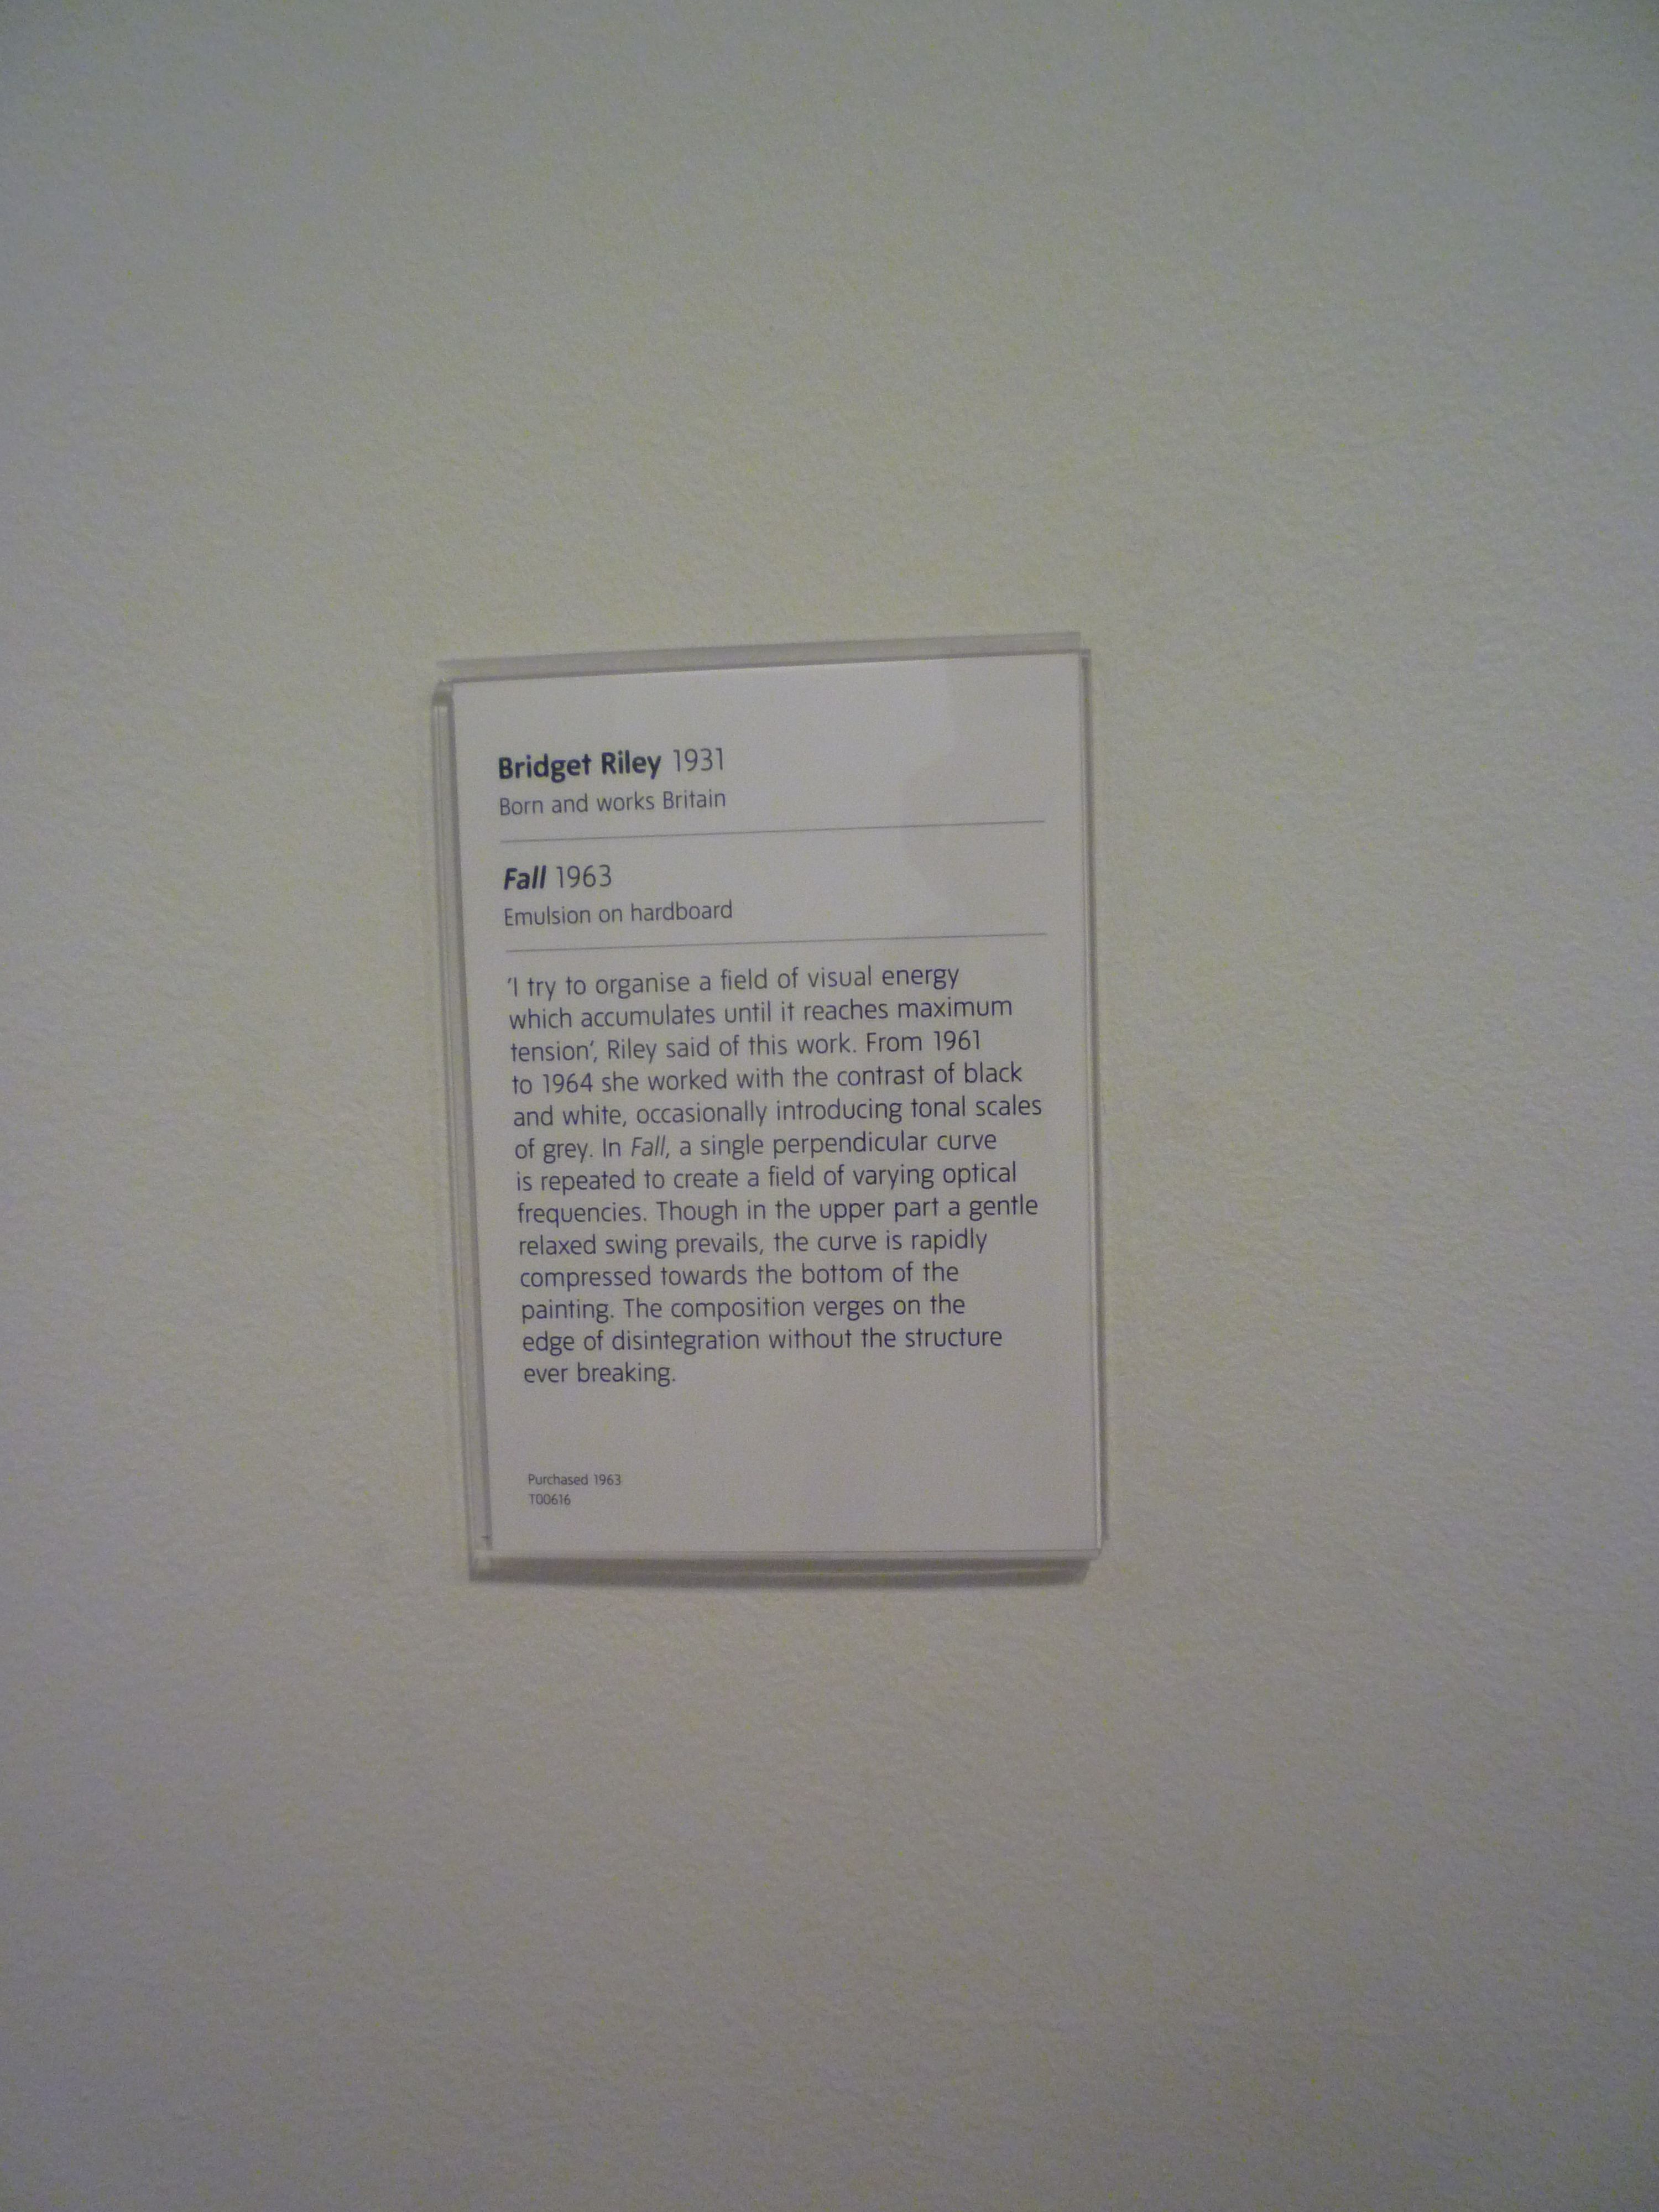 Bridget Riley 1931
Born and works Britain
Fall 1963
Emulsion on hardboard
‘I try to organise a field of visual energy
which accumulates until it reaches maximum
tension’, Riley said of this work. From 1961
to 1964 she worked with the contrast of black
and white, occasionally introducing tonal scales
of grey. In Fall, a single perpendicular curve
is repeated to create a field of varying optical
frequencies. Though in the upper part a gentle
relaxed swing prevails, the curve is rapidly
compressed towards the bottom of the
painting. The composition verges on the
edge of disintegration without the structure
ever breaking.
Purchased 1963
T00616